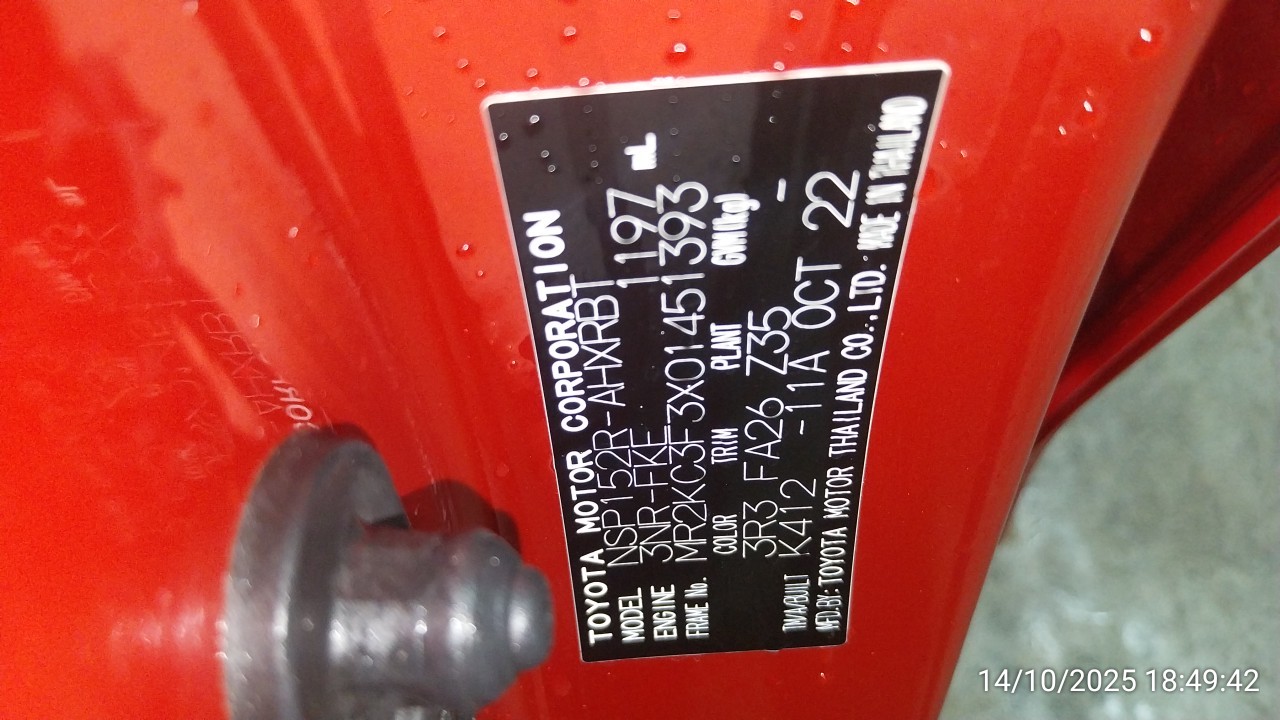 TOYOTA MOTOR CORPORATION
MODEL NSP152R-AHXRBT
ENGINE 3NR-FKE 1197 mL
FRAME No. MR2KC3F3X01451393
COLOR TRIM PLANT GVM(kg)
3R3 FA26 Z35 -
TM/A/BUILT K412 -11A OCT 22
MFD.BY: TOYOTA MOTOR THAILAND CO.,LTD. MADE IN THAILAND
14/10/2025 18:49:42